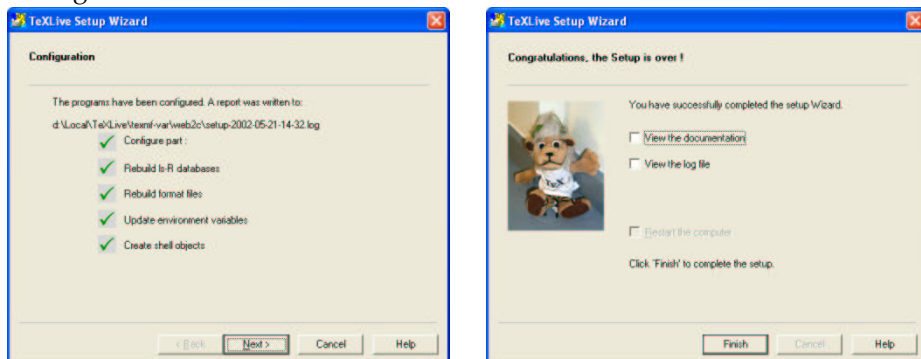 TeXLive Setup Wizard
Configuration
The programs have been configured. A report was written to:
d:\Local\TeXLive\texmf-var\web2c\setup-2002-05-21-14-32.log
Configure part :
Rebuild ls-R databases
Rebuild format files
Update environment variables
Create shell objects
< Back Next > Cancel Help
TeXLive Setup Wizard
Congratulations, the Setup is over !
You have successfully completed the setup Wizard.
View the documentation
View the log file
TeX
Restart the computer
Click 'Finish' to complete the setup.
Finish Cancel Help